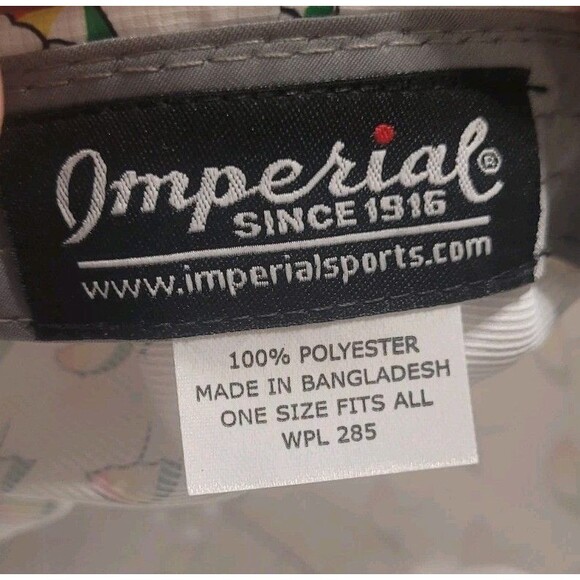 Imperial®
SINCE 1916
www.imperialsports.com
100% POLYESTER
MADE IN BANGLADESH
ONE SIZE FITS ALL
WPL 285